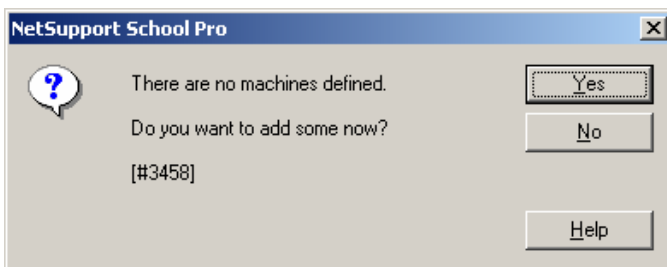 NetSupport School Pro
There are no machines defined.
Do you want to add some now?
[#3458]
Yes
No
Help